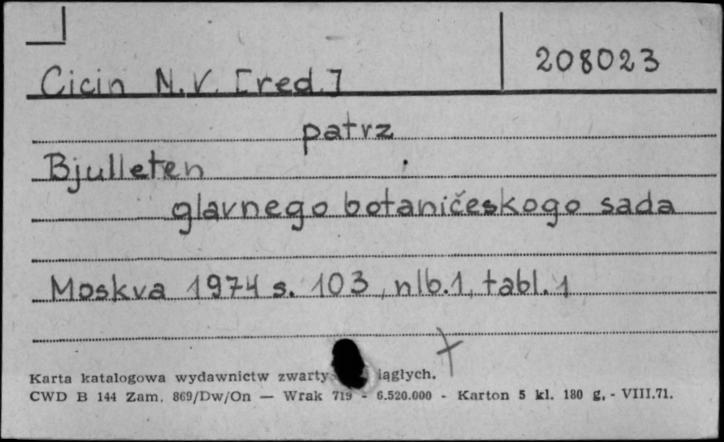 Cicin N.V. [red.]
208023
patrz
Bjulleten
glavnego botaničeskogo sada
Moskva 1974 s. 103, nlb.1, tabl. 1
Karta katalogowa wydawnictw zwarty iągłych.
CWD B 144 Zam. 869/Dw/On — Wrak 719 - 6.520.000 - Karton 5 kl. 180 g. - VIII.71.